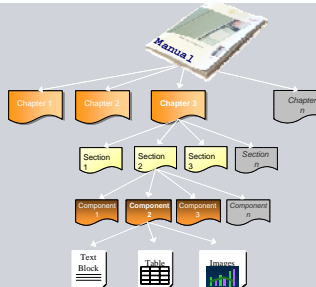 Manual
Chapter 1
Chapter 2
Chapter 3
Chapter
n
Section
1
Section
2
Section
3
Section
n
Component
1
Component
2
Component
3
Component
n
Text
Block
Table
Images